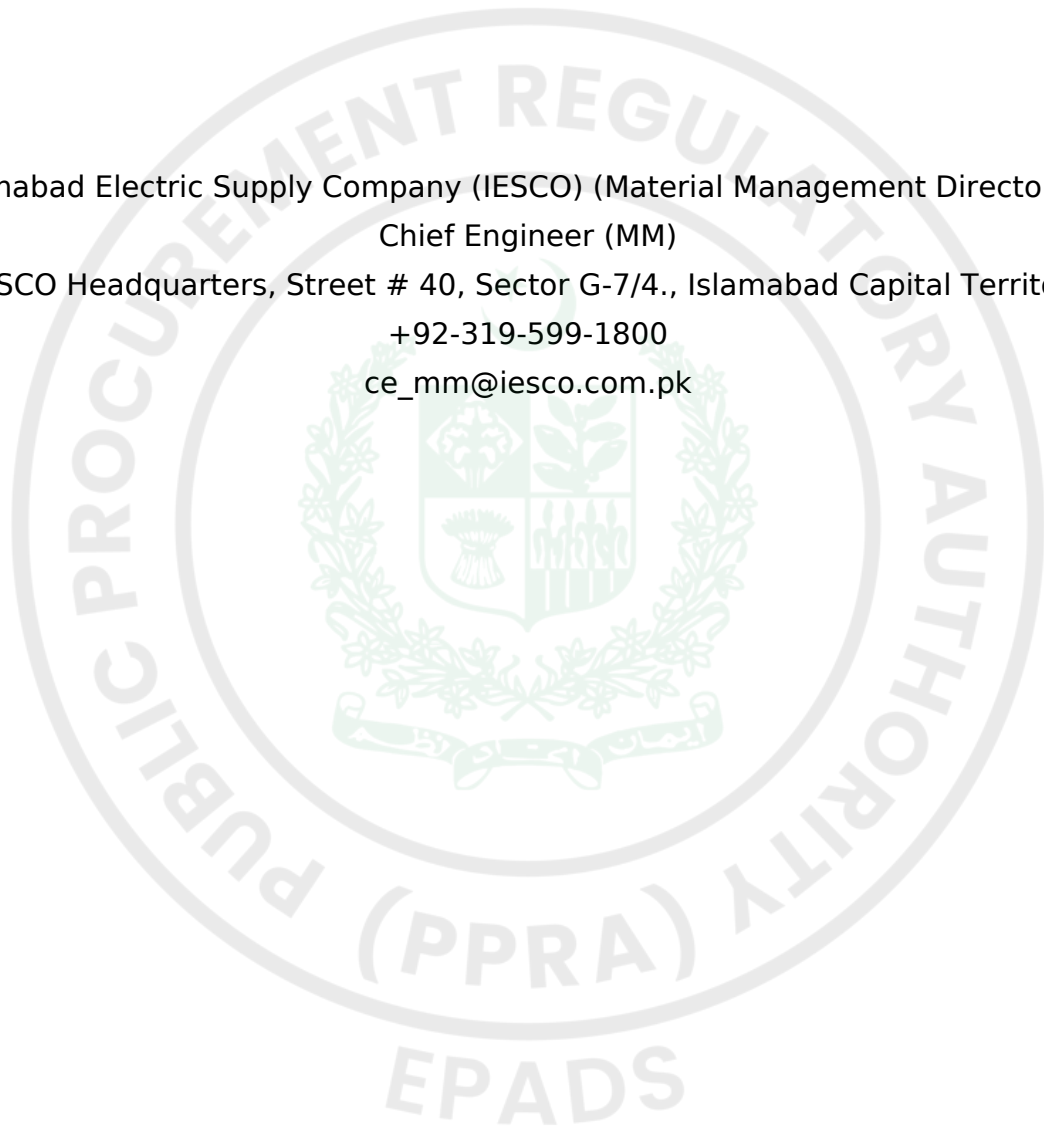 mabad Electric Supply Company (IESCO) (Material Management Directo
Chief Engineer (MM)
SCO Headquarters, Street # 40, Sector G-7/4., Islamabad Capital Territo
+92-319-599-1800
ce_mm@iesco.com.pk
PUBLIC PROCUREMENT REGULATORY AUTHORITY
(PPRA)
EPADS